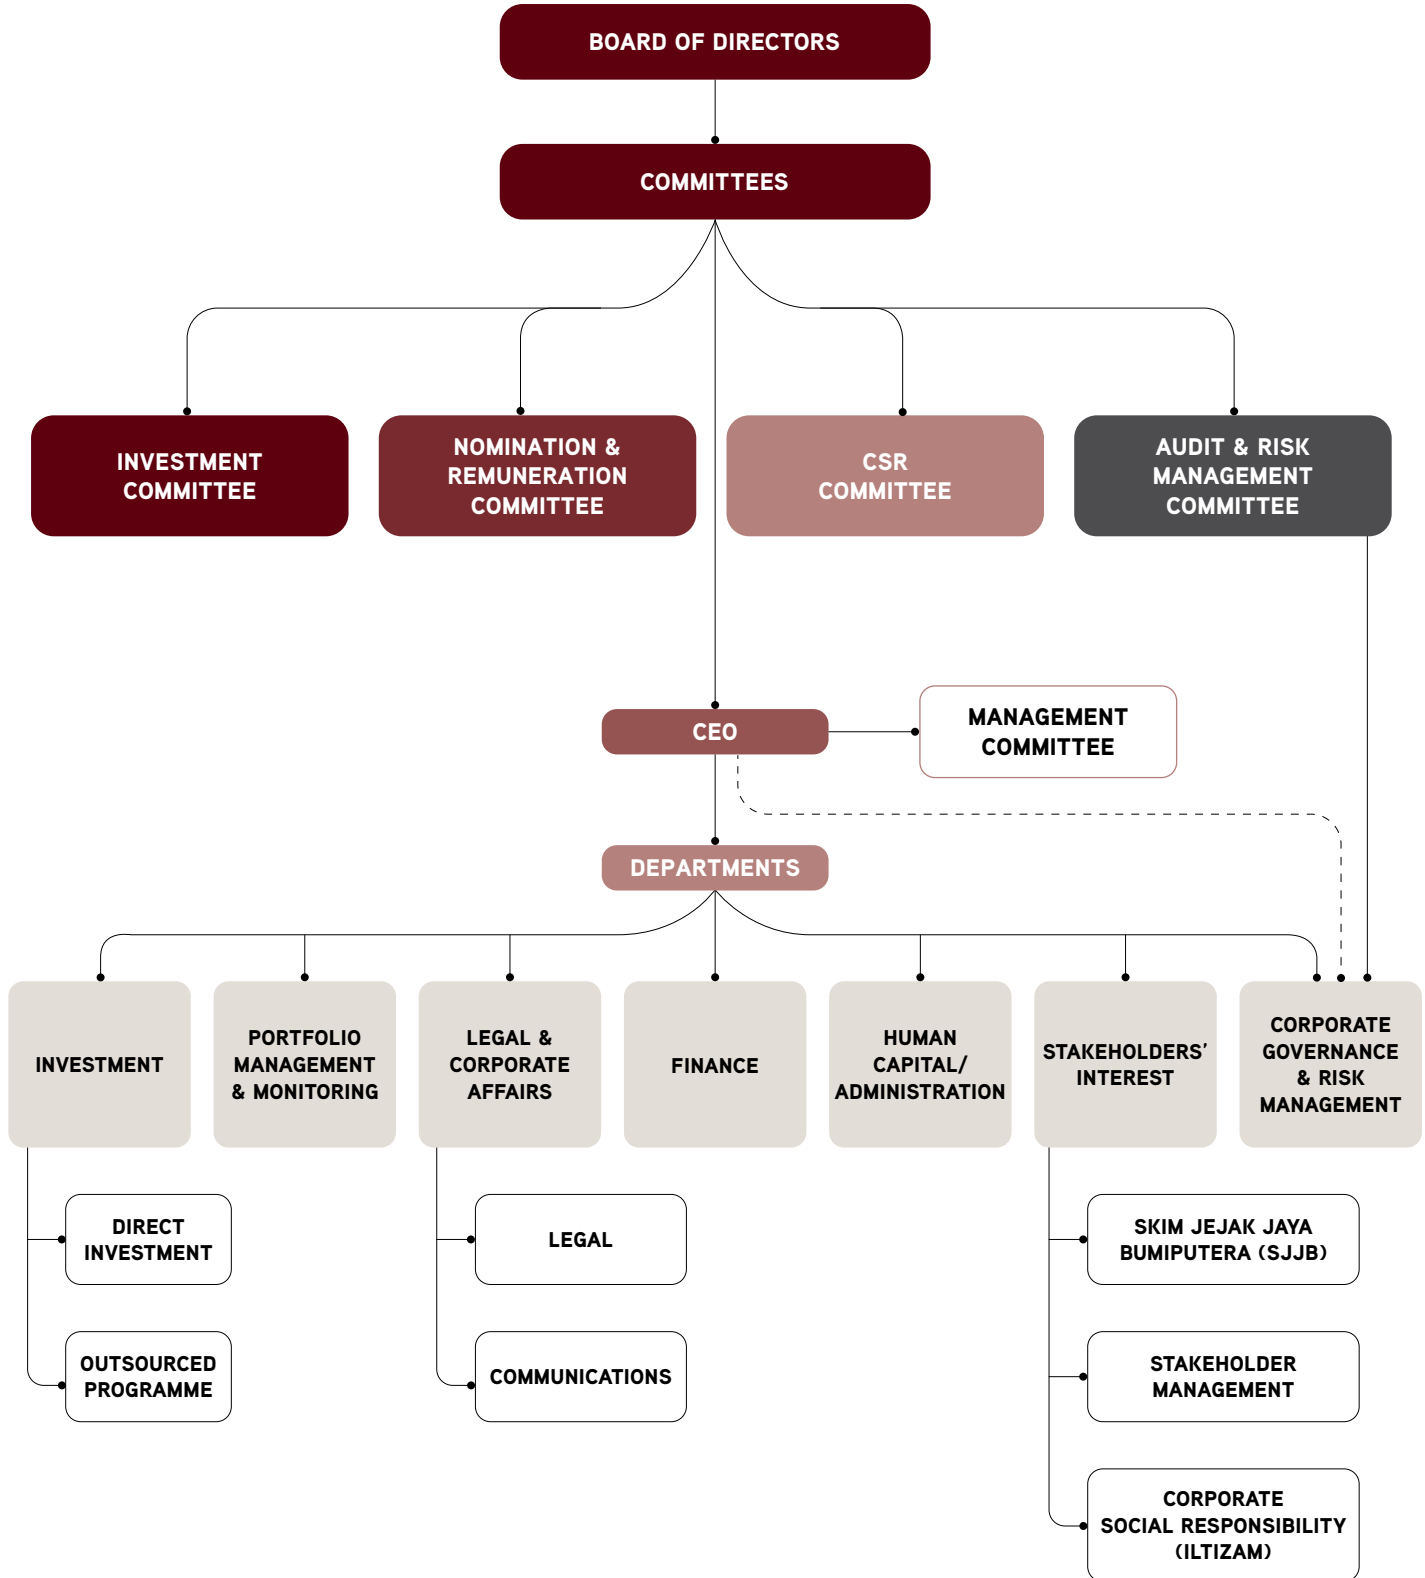 BOARD OF DIRECTORS
COMMITTEES
INVESTMENT
COMMITTEE
NOMINATION &
REMUNERATION
COMMITTEE
CSR
COMMITTEE
AUDIT & RISK
MANAGEMENT
COMMITTEE
CEO
MANAGEMENT
COMMITTEE
DEPARTMENTS
INVESTMENT
PORTFOLIO
MANAGEMENT
& MONITORING
LEGAL &
CORPORATE
AFFAIRS
FINANCE
HUMAN
CAPITAL/
ADMINISTRATION
STAKEHOLDERS’
INTEREST
CORPORATE
GOVERNANCE
& RISK
MANAGEMENT
DIRECT
INVESTMENT
LEGAL
SKIM JEJAK JAYA
BUMIPUTERA (SJJB)
OUTSOURCED
PROGRAMME
COMMUNICATIONS
STAKEHOLDER
MANAGEMENT
CORPORATE
SOCIAL RESPONSIBILITY
(ILTIZAM)